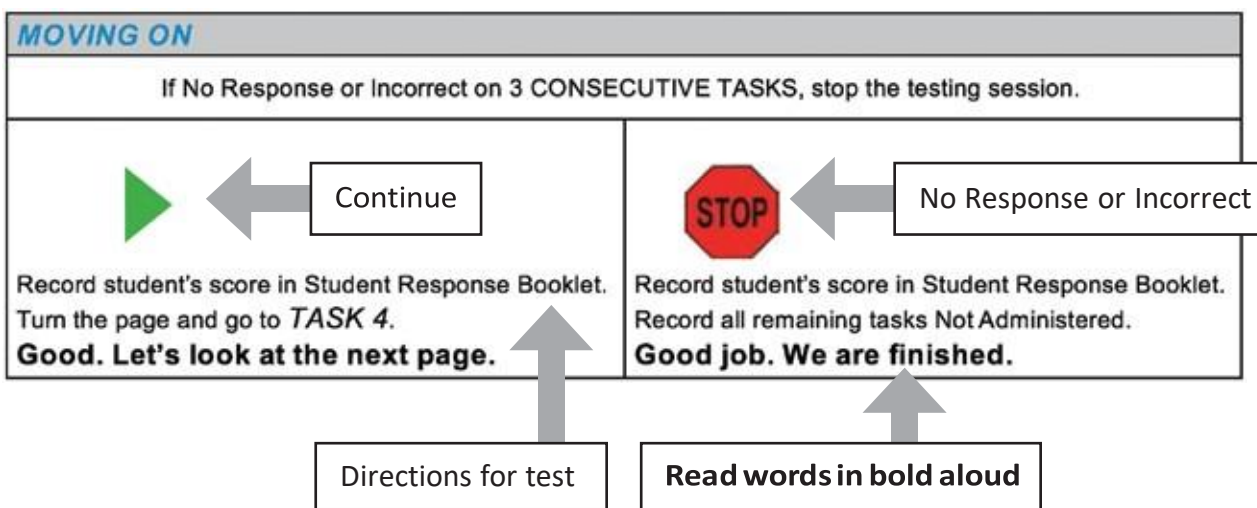 MOVING ON
If No Response or Incorrect on 3 CONSECUTIVE TASKS, stop the testing session.
Continue
Record student's score in Student Response Booklet.
Turn the page and go to TASK 4.
Good. Let's look at the next page.
STOP
No Response or Incorrect
Record student's score in Student Response Booklet.
Record all remaining tasks Not Administered.
Good job. We are finished.
Directions for test
Read words in bold aloud